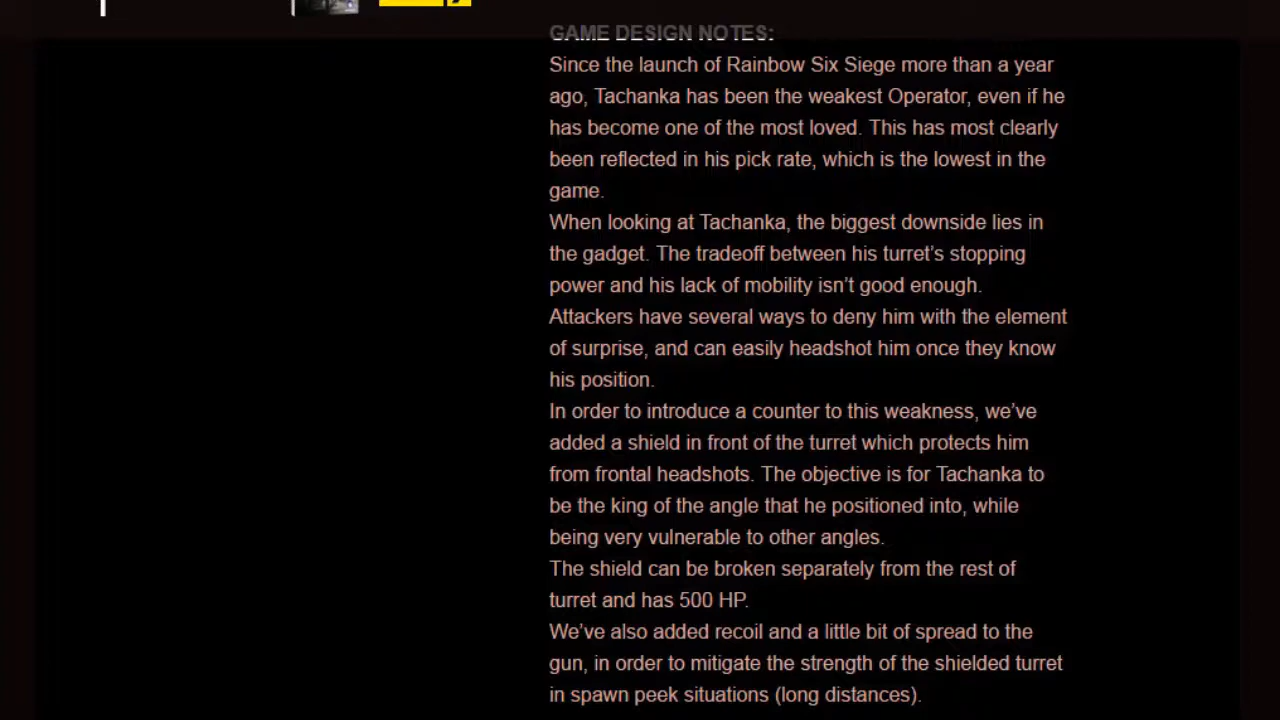 GAME DESIGN NOTES:
Since the launch of Rainbow Six Siege more than a year
ago, Tachanka has been the weakest Operator, even if he
has become one of the most loved. This has most clearly
been reflected in his pick rate, which is the lowest in the
game.
When looking at Tachanka, the biggest downside lies in
the gadget. The tradeoff between his turret’s stopping
power and his lack of mobility isn’t good enough.
Attackers have several ways to deny him with the element
of surprise, and can easily headshot him once they know
his position.
In order to introduce a counter to this weakness, we’ve
added a shield in front of the turret which protects him
from frontal headshots. The objective is for Tachanka to
be the king of the angle that he positioned into, while
being very vulnerable to other angles.
The shield can be broken separately from the rest of
turret and has 500 HP.
We’ve also added recoil and a little bit of spread to the
gun, in order to mitigate the strength of the shielded turret
in spawn peek situations (long distances).